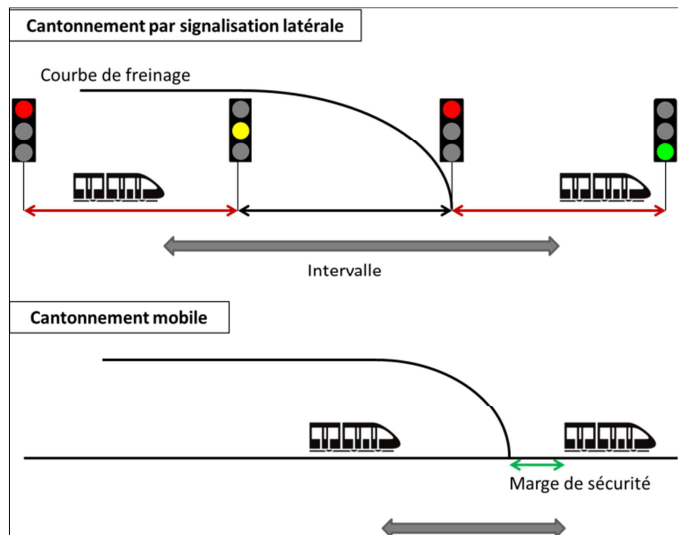 Cantonnement par signalisation latérale
Courbe de freinage
Intervalle
Cantonnement mobile
Marge de sécurité